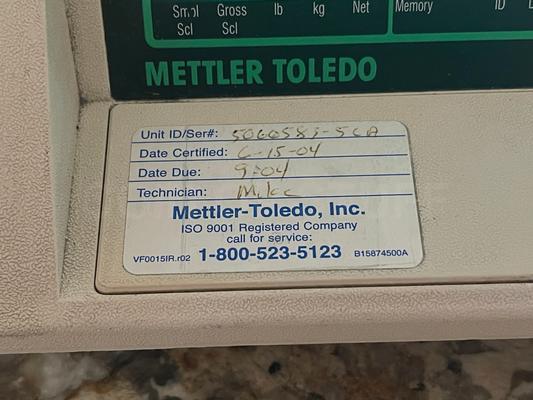 Sml Gross lb kg Net Memory ID
Scl Scl
METTLER TOLEDO
Unit ID/Ser#:
Date Certified: 6-15-04
Date Due: 9-04
Technician: Mike
Mettler-Toledo, Inc.
ISO 9001 Registered Company
call for service:
VF0015IR.r02 1-800-523-5123 B15874500A